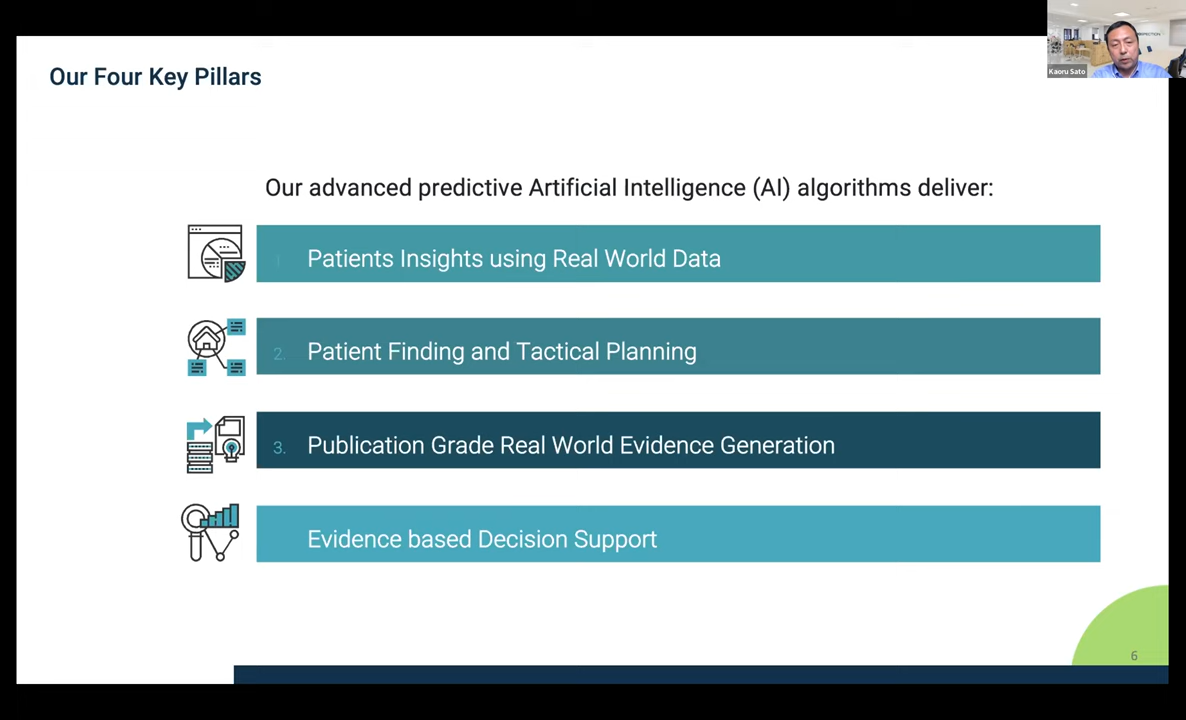 Our Four Key Pillars
Kaoru Sato
Our advanced predictive Artificial Intelligence (AI) algorithms deliver:
Patients Insights using Real World Data
2. Patient Finding and Tactical Planning
3. Publication Grade Real World Evidence Generation
Evidence based Decision Support
6